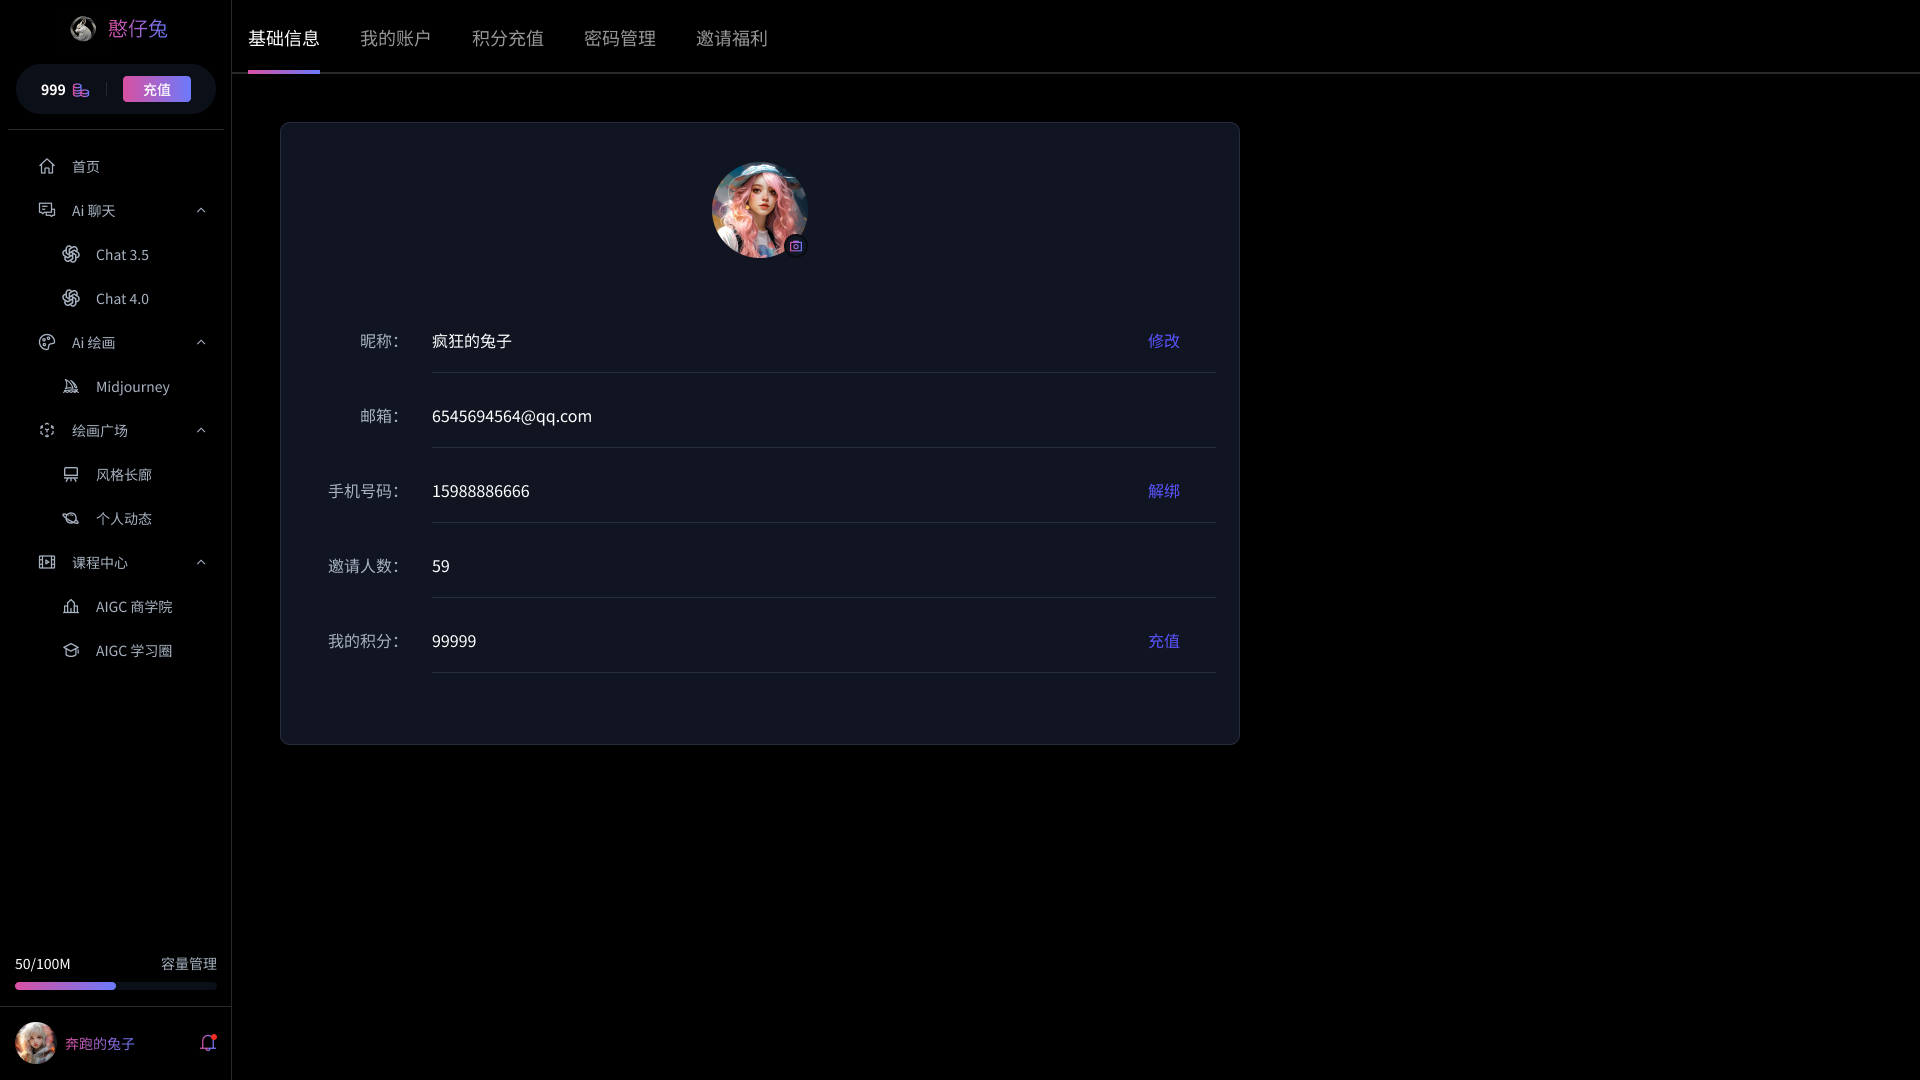 憨仔兔
999
充值
首页
Ai 聊天
Chat 3.5
Chat 4.0
Ai 绘画
Midjourney
绘画广场
风格长廊
个人动态
课程中心
AIGC 商学院
AIGC 学习圈
50/100M 容量管理
奔跑的兔子
基础信息 我的账户 积分充值 密码管理 邀请福利
昵称： 疯狂的兔子 修改
邮箱： 6545694564@qq.com
手机号码： 15988886666 解绑
邀请人数： 59
我的积分： 99999 充值